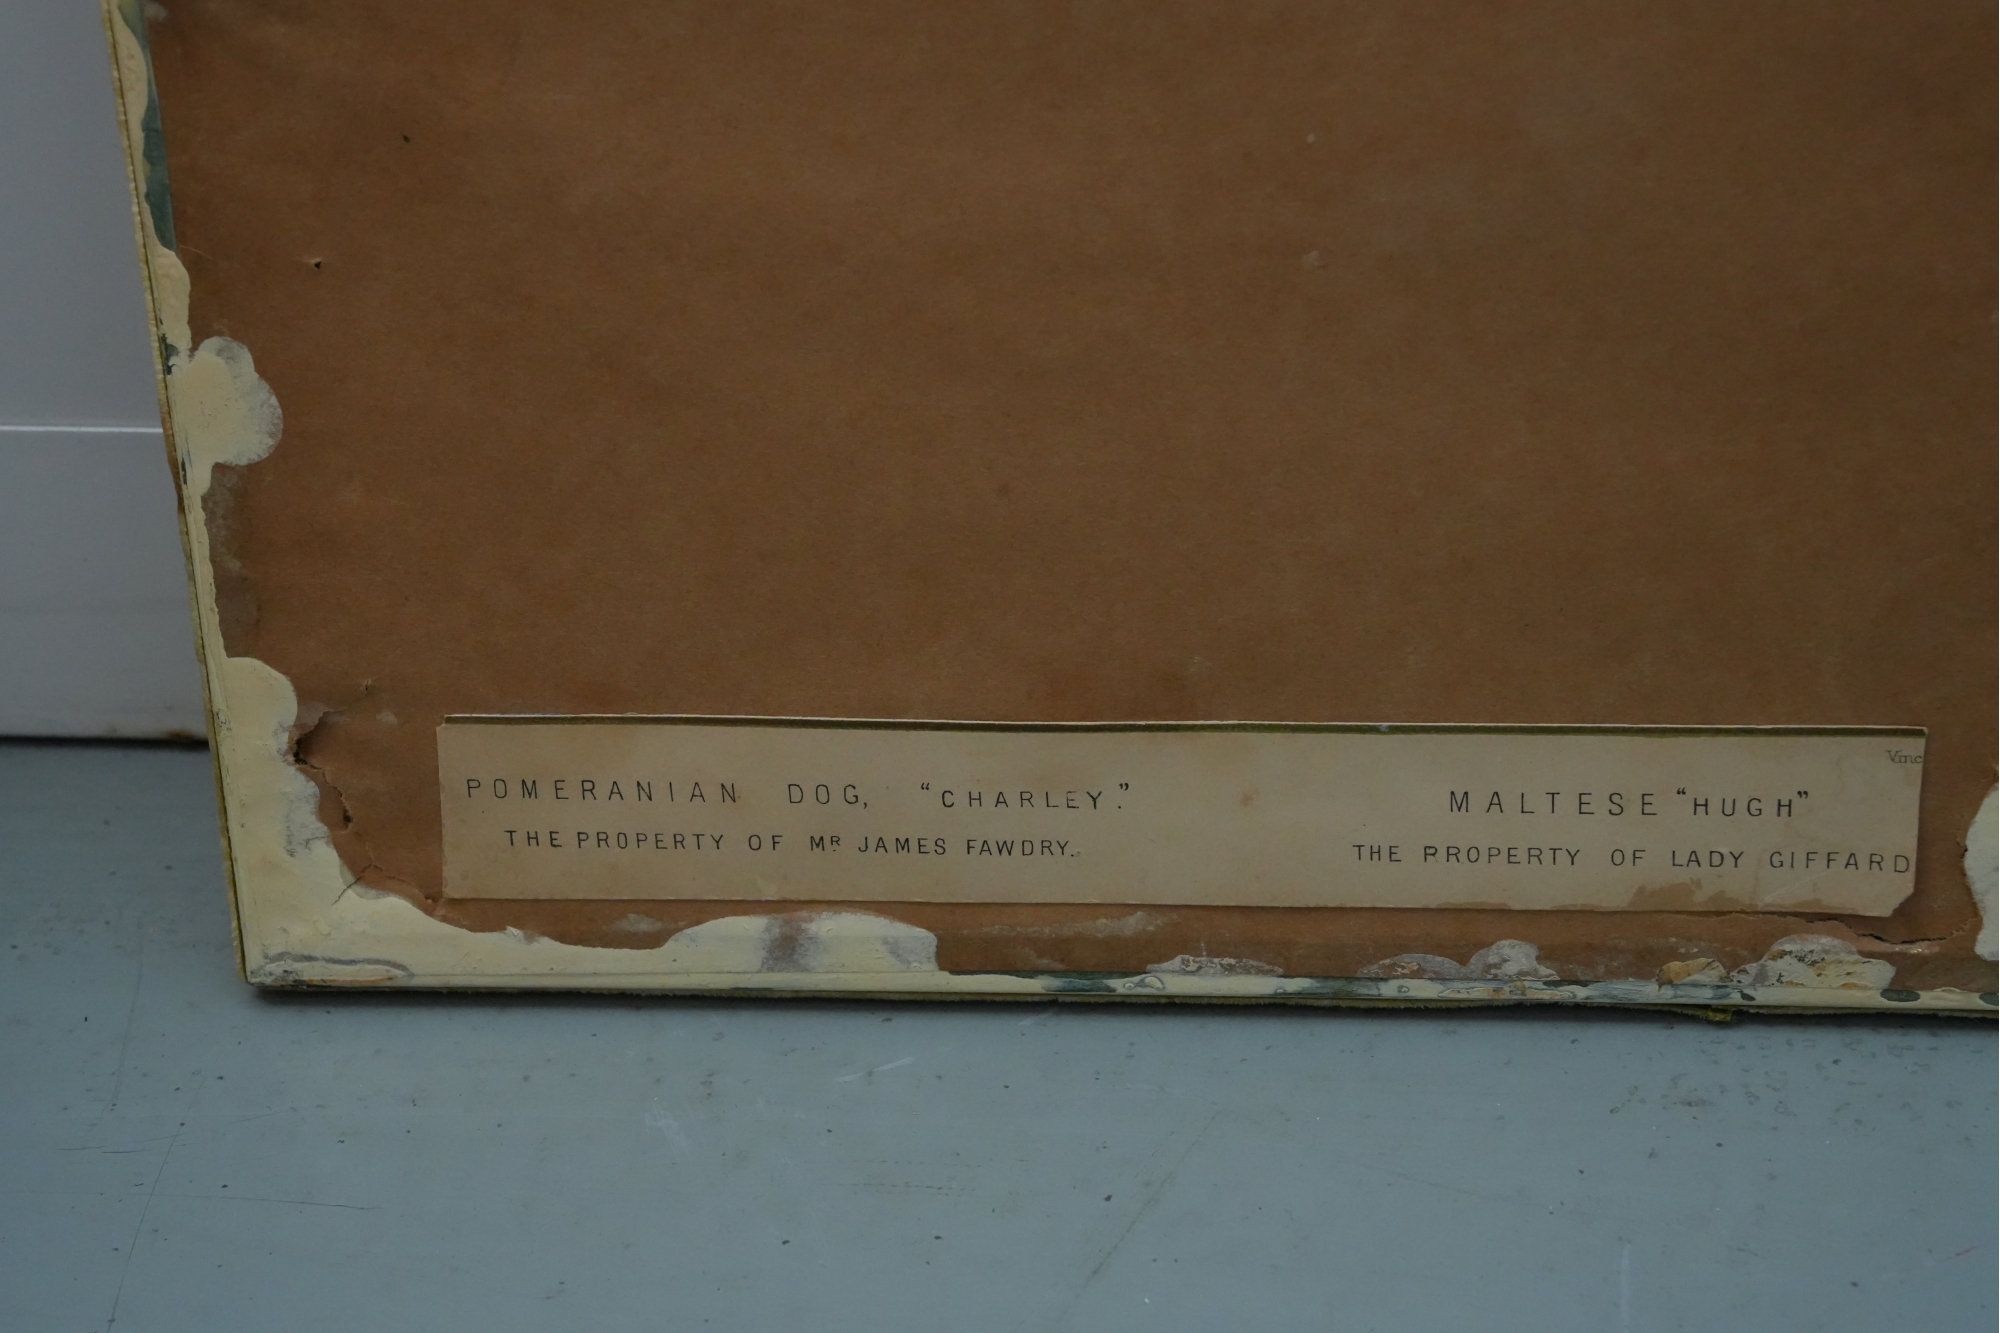 POMERANIAN DOG, "CHARLEY."
THE PROPERTY OF MR JAMES FAWDRY.
MALTESE "HUGH"
THE PROPERTY OF LADY GIFFARD